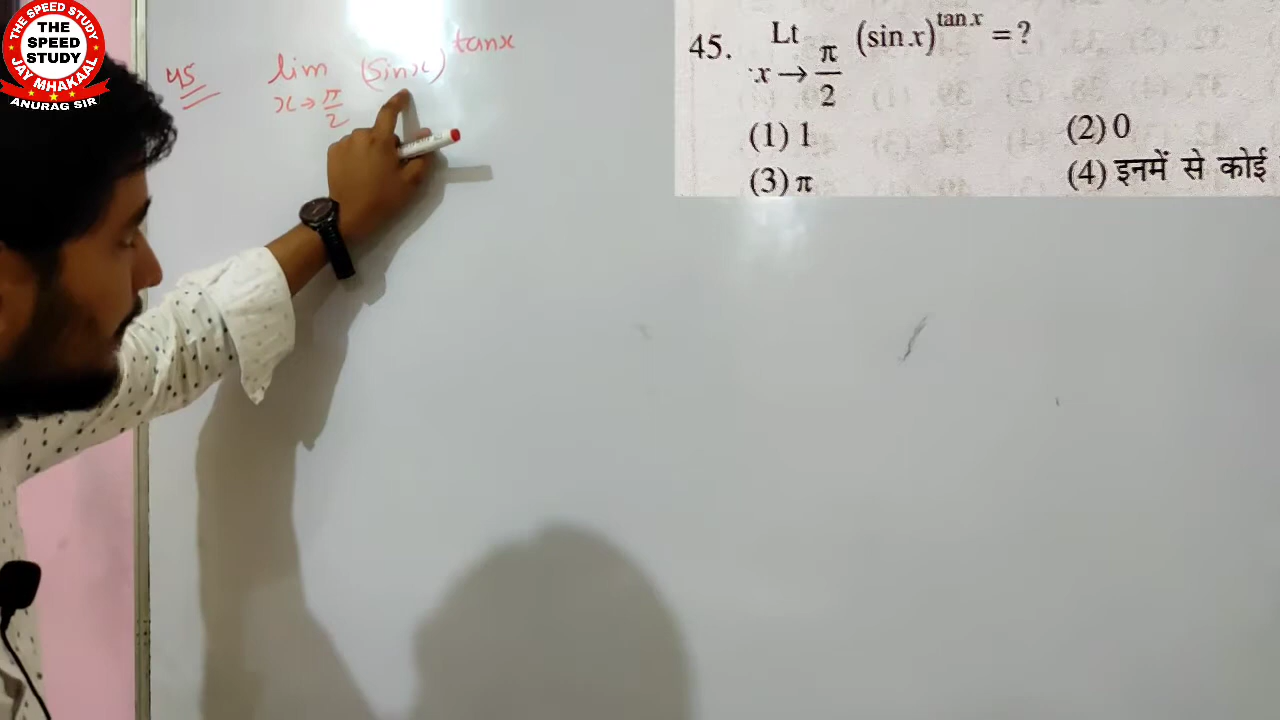 THE SPEED STUDY
THE
SPEED
STUDY
JAY MHAKAAL
ANURAG SIR
45 lim (sinx)^tanx
x→π/2
45. Lt (sin x)^tan x = ?
x→π/2
(1) 1 (2) 0
(3) π (4) इनमें से कोई